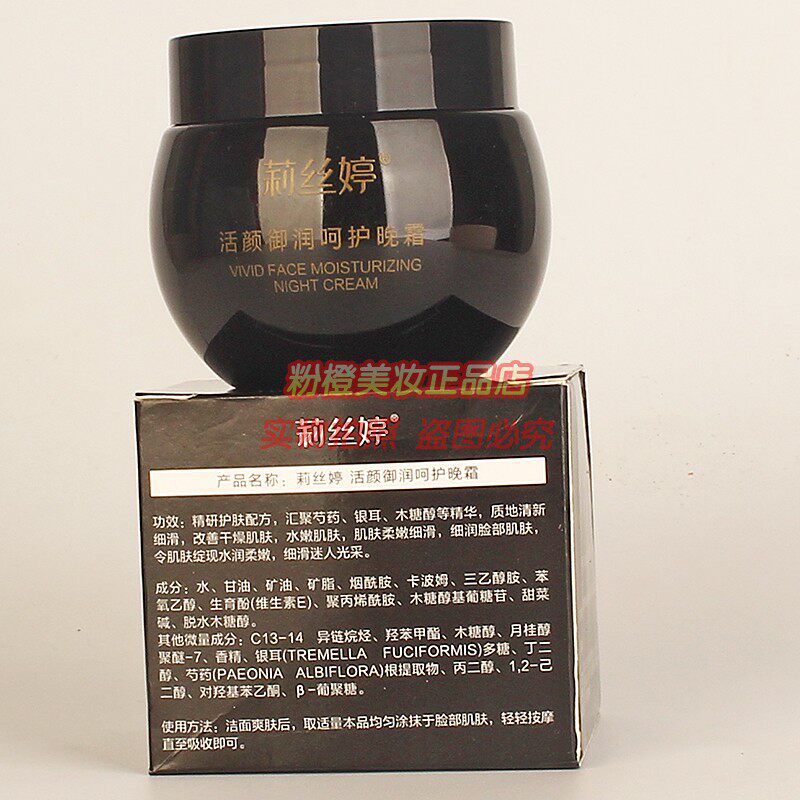 莉丝婷®
活颜御润呵护晚霜
VIVID FACE MOISTURIZING
NIGHT CREAM
粉橙美妆正品店
莉丝婷®
盗图必究
产品名称：莉丝婷 活颜御润呵护晚霜
功效：精研护肤配方，汇聚芍药、银耳、木糖醇等精华，质地清新
细滑，改善干燥肌肤，水嫩肌肤，肌肤柔嫩细滑，细润脸部肌肤，
令肌肤绽现水润柔嫩，细滑迷人光采。
成分：水、甘油、矿油、矿脂、烟酰胺、卡波姆、三乙醇胺、苯
氧乙醇、生育酚(维生素E)、聚丙烯酰胺、木糖醇基葡糖苷、甜菜
碱、脱水木糖醇。
其他微量成分：C13-14 异链烷烃、羟苯甲酯、木糖醇、月桂醇
聚醚-7、香精、银耳(TREMELLA FUCIFORMIS)多糖、丁二
醇、芍药(PAEONIA ALBIFLORA)根提取物、丙二醇、1,2-己
二醇、对羟基苯乙酮、β-葡聚糖。
使用方法：洁面爽肤后，取适量本品均匀涂抹于脸部肌肤，轻轻按摩
直至吸收即可。